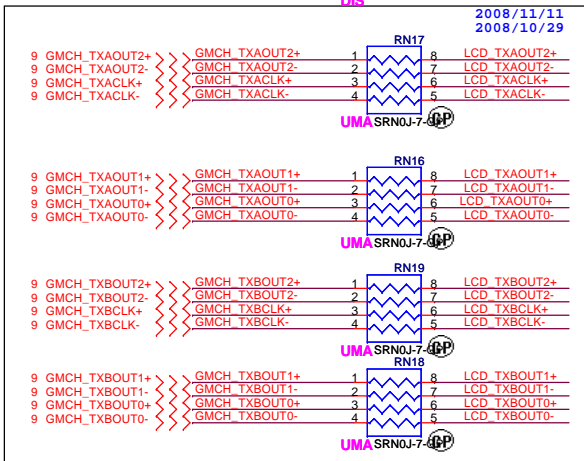 DIS
2008/11/11
2008/10/29
RN17
9 GMCH_TXAOUT2+ GMCH_TXAOUT2+ 1 8 LCD_TXAOUT2+
9 GMCH_TXAOUT2- GMCH_TXAOUT2- 2 7 LCD_TXAOUT2-
9 GMCH_TXACLK+ GMCH_TXACLK+ 3 6 LCD_TXACLK+
9 GMCH_TXACLK- GMCH_TXACLK- 4 5 LCD_TXACLK-
UMA SRN0J-7-GP
RN16
9 GMCH_TXAOUT1+ GMCH_TXAOUT1+ 1 8 LCD_TXAOUT1+
9 GMCH_TXAOUT1- GMCH_TXAOUT1- 2 7 LCD_TXAOUT1-
9 GMCH_TXAOUT0+ GMCH_TXAOUT0+ 3 6 LCD_TXAOUT0+
9 GMCH_TXAOUT0- GMCH_TXAOUT0- 4 5 LCD_TXAOUT0-
UMA SRN0J-7-GP
RN19
9 GMCH_TXBOUT2+ GMCH_TXBOUT2+ 1 8 LCD_TXBOUT2+
9 GMCH_TXBOUT2- GMCH_TXBOUT2- 2 7 LCD_TXBOUT2-
9 GMCH_TXBCLK+ GMCH_TXBCLK+ 3 6 LCD_TXBCLK+
9 GMCH_TXBCLK- GMCH_TXBCLK- 4 5 LCD_TXBCLK-
UMA SRN0J-7-GP
RN18
9 GMCH_TXBOUT1+ GMCH_TXBOUT1+ 1 8 LCD_TXBOUT1+
9 GMCH_TXBOUT1- GMCH_TXBOUT1- 2 7 LCD_TXBOUT1-
9 GMCH_TXBOUT0+ GMCH_TXBOUT0+ 3 6 LCD_TXBOUT0+
9 GMCH_TXBOUT0- GMCH_TXBOUT0- 4 5 LCD_TXBOUT0-
UMA SRN0J-7-GP